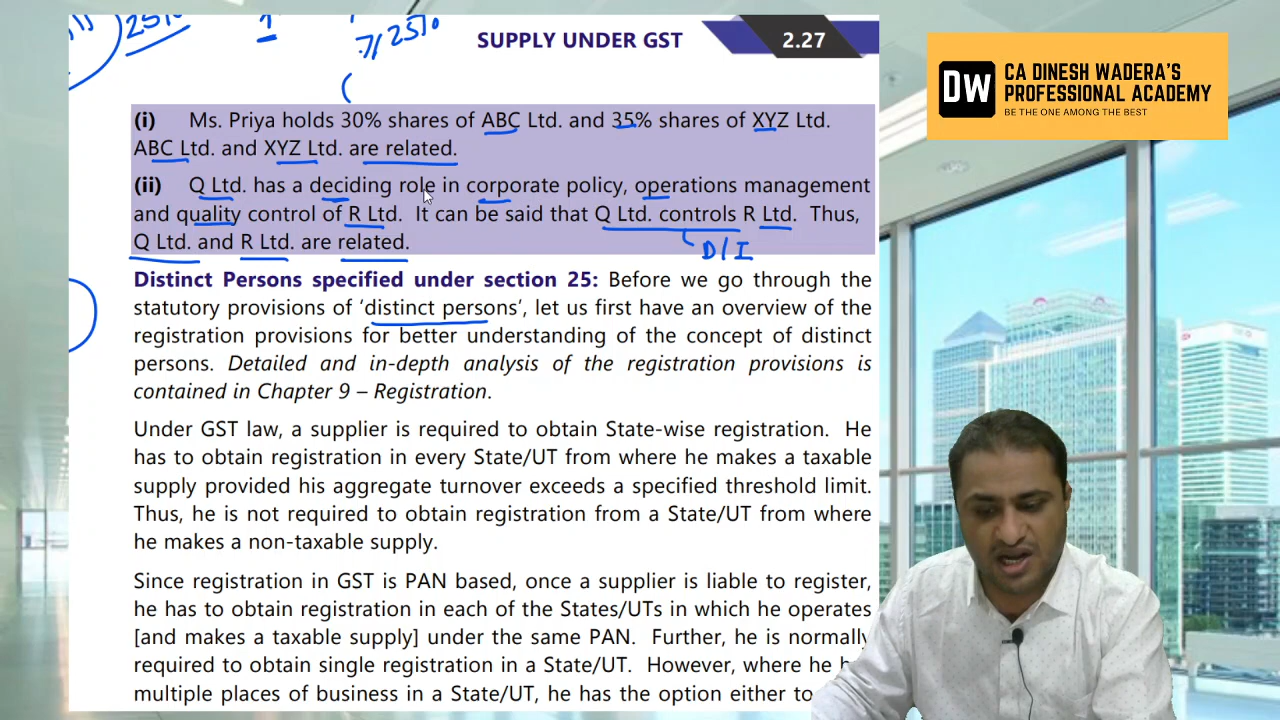 25%
1
7/ 25%
SUPPLY UNDER GST 2.27
(i) Ms. Priya holds 30% shares of ABC Ltd. and 35% shares of XYZ Ltd.
ABC Ltd. and XYZ Ltd. are related.
(ii) Q Ltd. has a deciding role in corporate policy, operations management
and quality control of R Ltd. It can be said that Q Ltd. controls R Ltd. Thus,
Q Ltd. and R Ltd. are related.
D/I
Distinct Persons specified under section 25: Before we go through the
statutory provisions of ‘distinct persons’, let us first have an overview of the
registration provisions for better understanding of the concept of distinct
persons. Detailed and in-depth analysis of the registration provisions is
contained in Chapter 9 – Registration.
Under GST law, a supplier is required to obtain State-wise registration. He
has to obtain registration in every State/UT from where he makes a taxable
supply provided his aggregate turnover exceeds a specified threshold limit.
Thus, he is not required to obtain registration from a State/UT from where
he makes a non-taxable supply.
Since registration in GST is PAN based, once a supplier is liable to register,
he has to obtain registration in each of the States/UTs in which he operates
[and makes a taxable supply] under the same PAN. Further, he is normally
required to obtain single registration in a State/UT. However, where he
multiple places of business in a State/UT, he has the option either to
DW
CA DINESH WADERA'S
PROFESSIONAL ACADEMY
BE THE ONE AMONG THE BEST